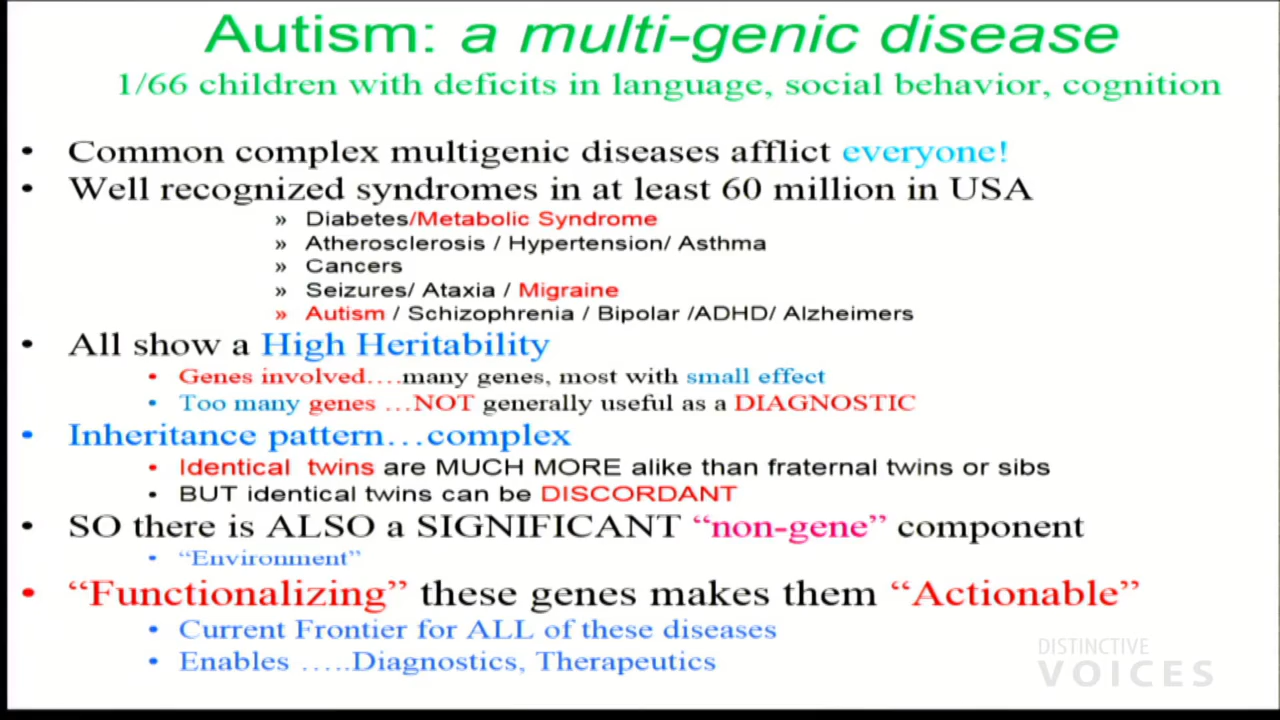 Autism: a multi-genic disease
1/66 children with deficits in language, social behavior, cognition
• Common complex multigenic diseases afflict everyone!
• Well recognized syndromes in at least 60 million in USA
» Diabetes/Metabolic Syndrome
» Atherosclerosis / Hypertension/ Asthma
» Cancers
» Seizures/ Ataxia / Migraine
» Autism / Schizophrenia / Bipolar /ADHD/ Alzheimers
• All show a High Heritability
• Genes involved….many genes, most with small effect
• Too many genes …NOT generally useful as a DIAGNOSTIC
• Inheritance pattern…complex
• Identical twins are MUCH MORE alike than fraternal twins or sibs
• BUT identical twins can be DISCORDANT
• SO there is ALSO a SIGNIFICANT “non-gene” component
• “Environment”
• “Functionalizing” these genes makes them “Actionable”
• Current Frontier for ALL of these diseases
• Enables …..Diagnostics, Therapeutics
DISTINCTIVE
VOICES